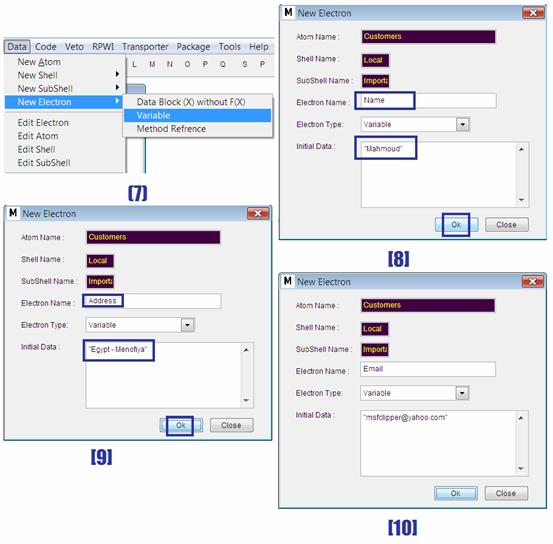 Data Code Veto RPWI Transporter Package Tools Help
New Atom
New Shell
New SubShell
New Electron
Edit Electron
Edit Atom
Edit Shell
Edit SubShell
L M N O P S P
Data Block (X) without F(X)
Variable
Method Refrence
(7)
M New Electron
Atom Name : Customers
Shell Name : Local
SubShell Name : Importa
Electron Name : Name
Electron Type: Variable
Initial Data : "Mahmoud"
Ok Close
[8]
M New Electron
Atom Name : Customers
Shell Name : Local
SubShell Name : Importa
Electron Name : Address
Electron Type: Variable
Initial Data : "Egypt - Menofiya"
Ok Close
[9]
M New Electron
Atom Name : Customers
Shell Name : Local
SubShell Name : Importa
Electron Name : Email
Electron Type: Variable
Initial Data : "msfclipper@yahoo.com"
Ok Close
[10]